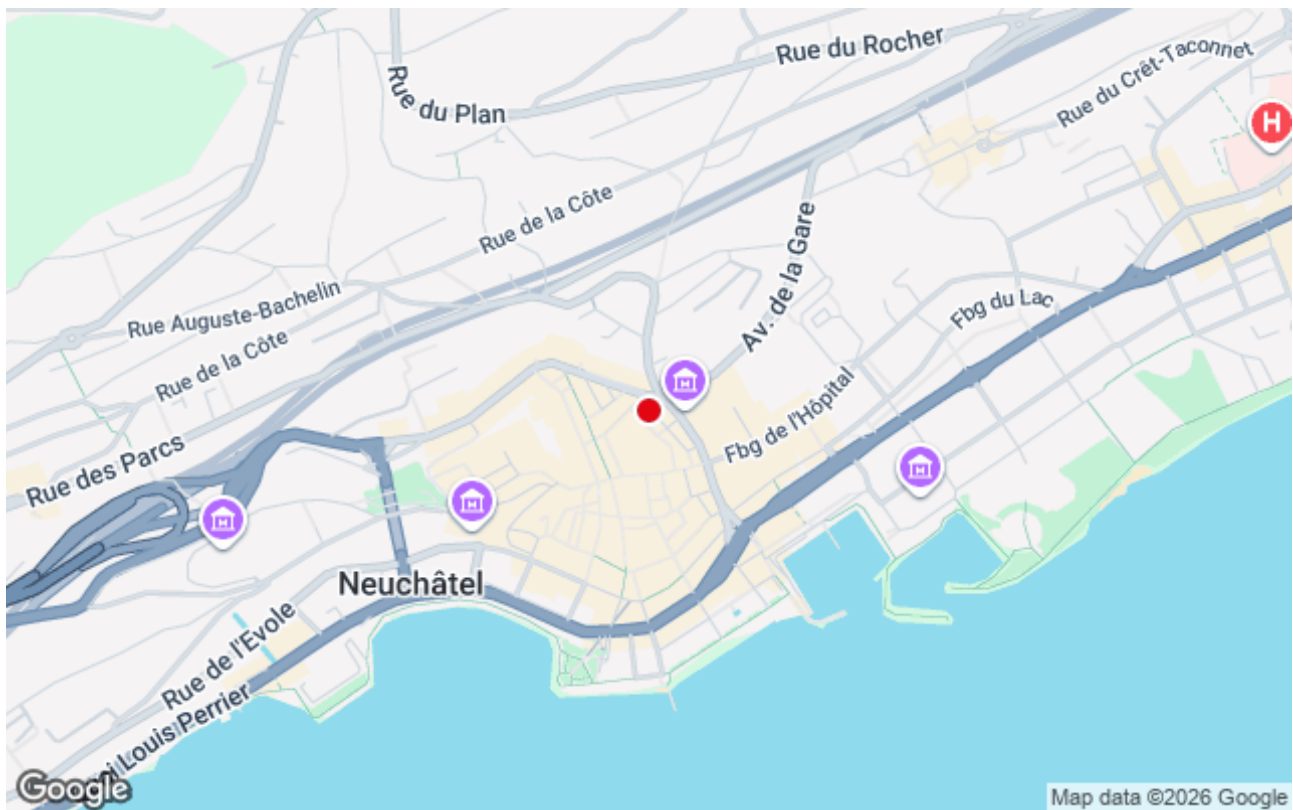 Rue du Rocher
Rue du Crêt-Taconnet
Rue du Plan
H
Rue de la Côte
Av. de la Gare
Rue Auguste-Bachelin
Fbg du Lac
Rue de la Côte
Fbg de l'Hôpital
Rue des Parcs
Neuchâtel
Rue de l'Evole
Louis Perrier
Google
Map data ©2026 Google